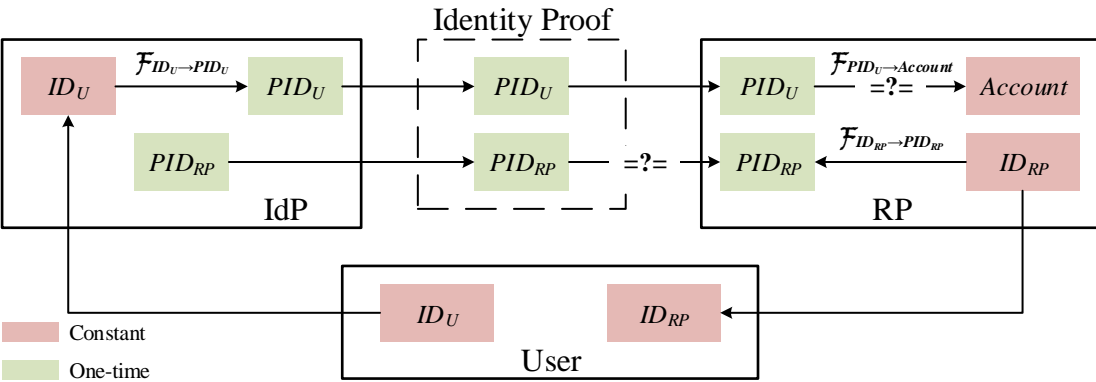 Identity Proof
ID_U
𝓕ID_U→PID_U
PID_U
PID_U
PID_U
𝓕PID_U→Account
=?=
Account
PID_RP
PID_RP
=?=
PID_RP
𝓕ID_RP→PID_RP
ID_RP
IdP
RP
ID_U
ID_RP
Constant
One-time
User